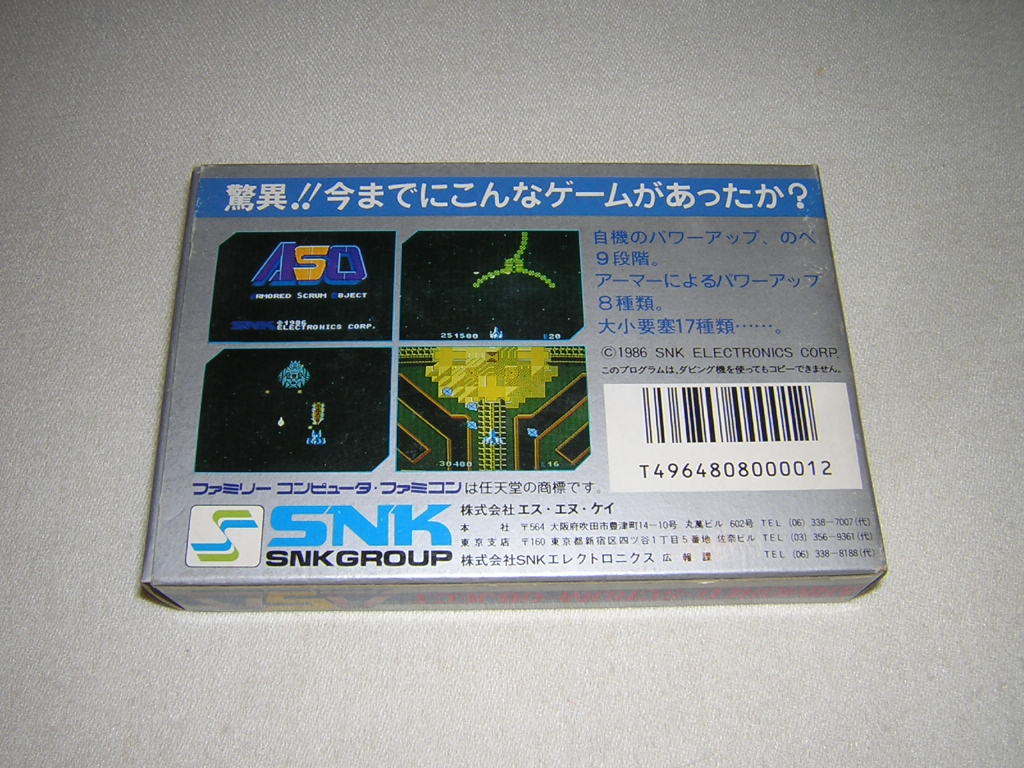 驚異!!今までにこんなゲームがあったか?
ASO
ARMORED SCRUM OBJECT
SNK ©1986
ELECTRONICS CORP.
251500
20
30400
16
自機のパワーアップ、のべ
9段階。
アーマーによるパワーアップ
8種類。
大小要塞17種類……。
©1986 SNK ELECTRONICS CORP.
このプログラムは、ダビング機を使ってもコピーできません。
T4964808000012
ファミリーコンピュータ・ファミコンは任天堂の商標です。
SNK
SNKGROUP
株式会社エス・エヌ・ケイ
本社 〒564 大阪府吹田市豊津町14-10号 丸萬ビル 602号 TEL (06) 338-7007(代)
東京支店 〒160 東京都新宿区四ツ谷1丁目5番地 佐奈ビル TEL (03) 356-9361(代)
株式会社SNKエレクトロニクス 広報課 TEL (06) 338-8188(代)